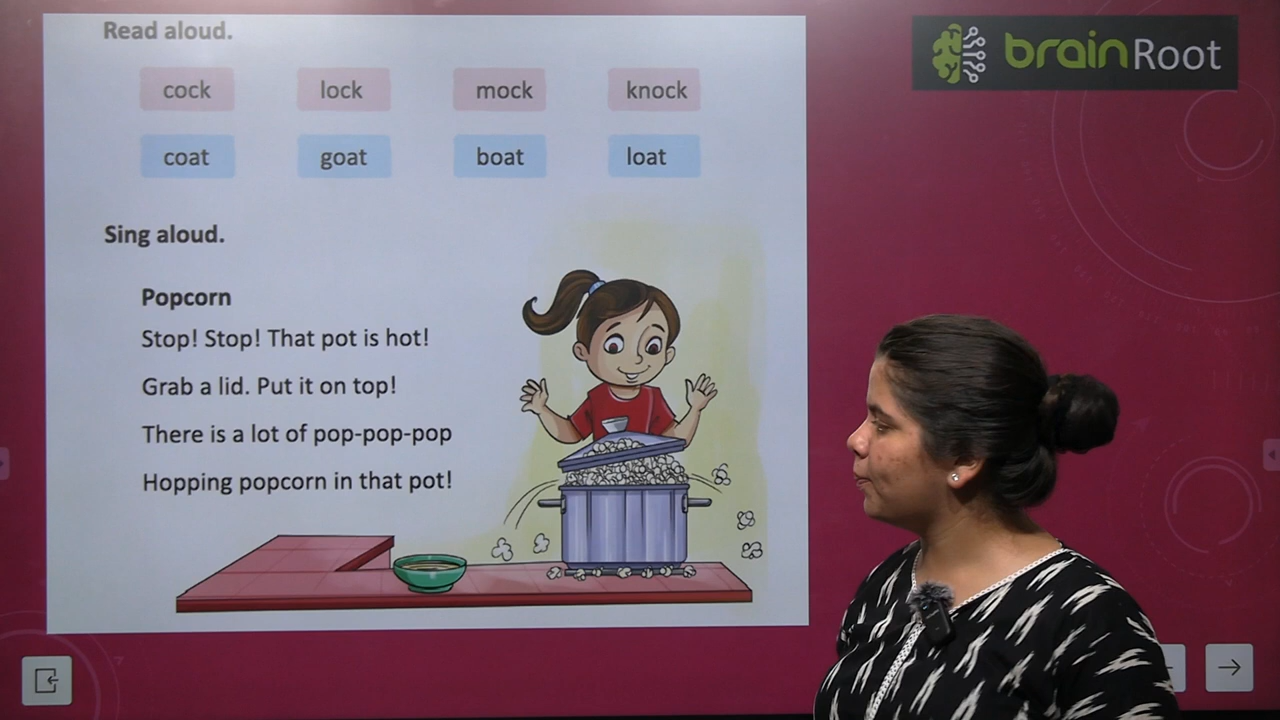 Read aloud.
cock lock mock knock
coat goat boat loat
Sing aloud.
Popcorn
Stop! Stop! That pot is hot!
Grab a lid. Put it on top!
There is a lot of pop-pop-pop
Hopping popcorn in that pot!
brainRoot